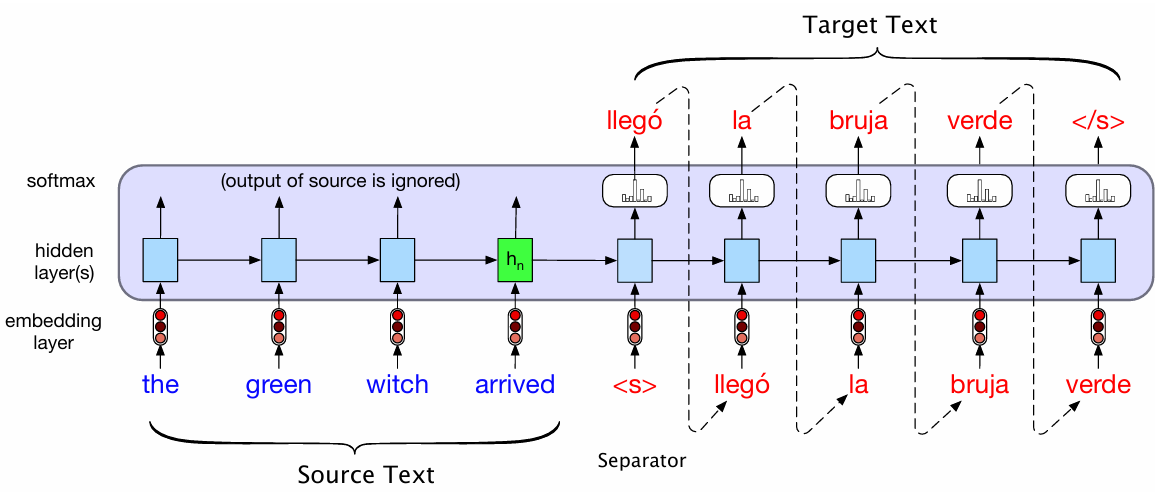 Target Text
llegó la bruja verde </s>
softmax
(output of source is ignored)
hidden
layer(s)
h_n
embedding
layer
the green witch arrived <s> llegó la bruja verde
Separator
Source Text